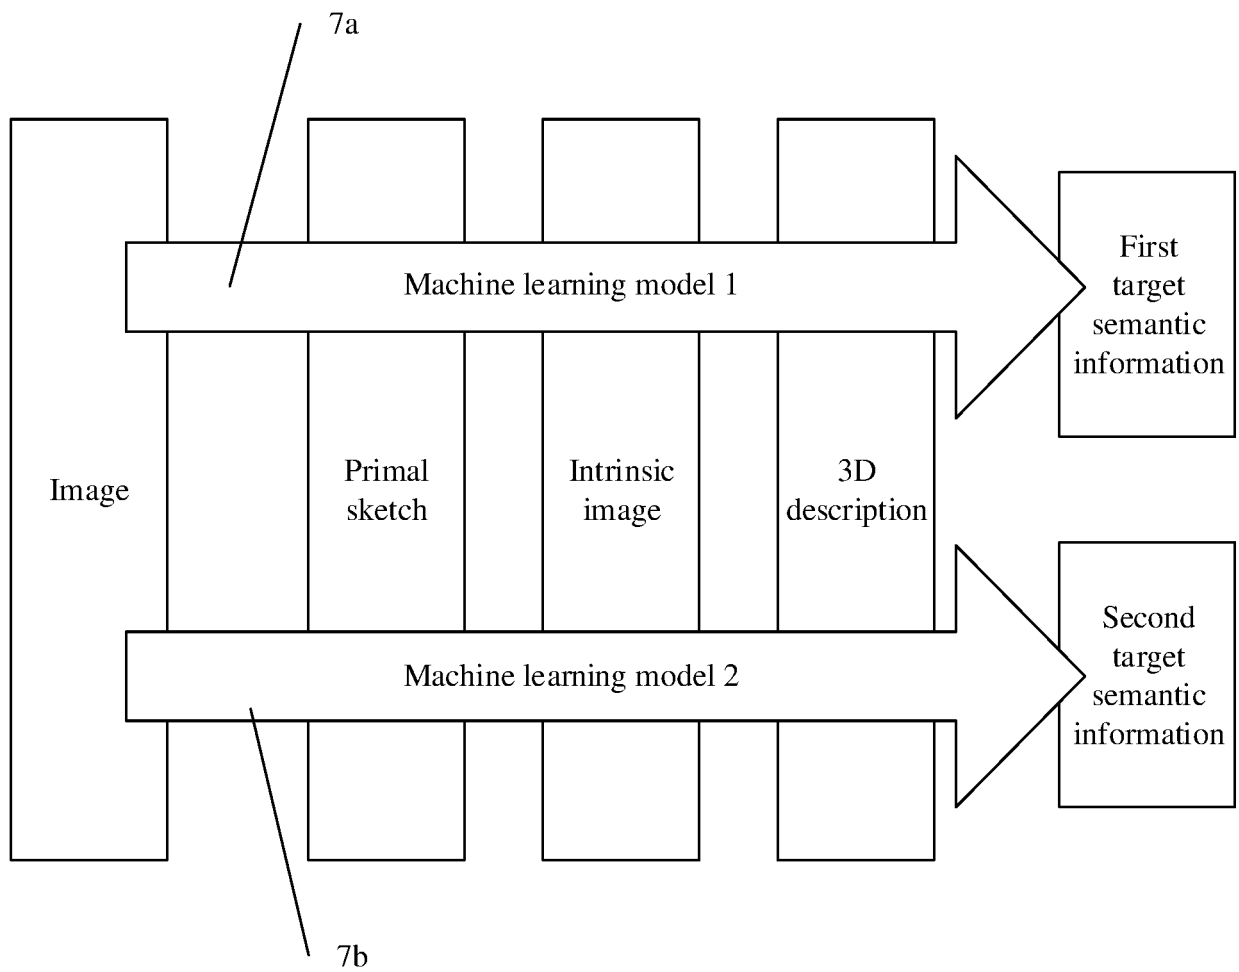 7a
Machine learning model 1
First
target
semantic
information
Image
Primal
sketch
Intrinsic
image
3D
description
Machine learning model 2
Second
target
semantic
information
7b